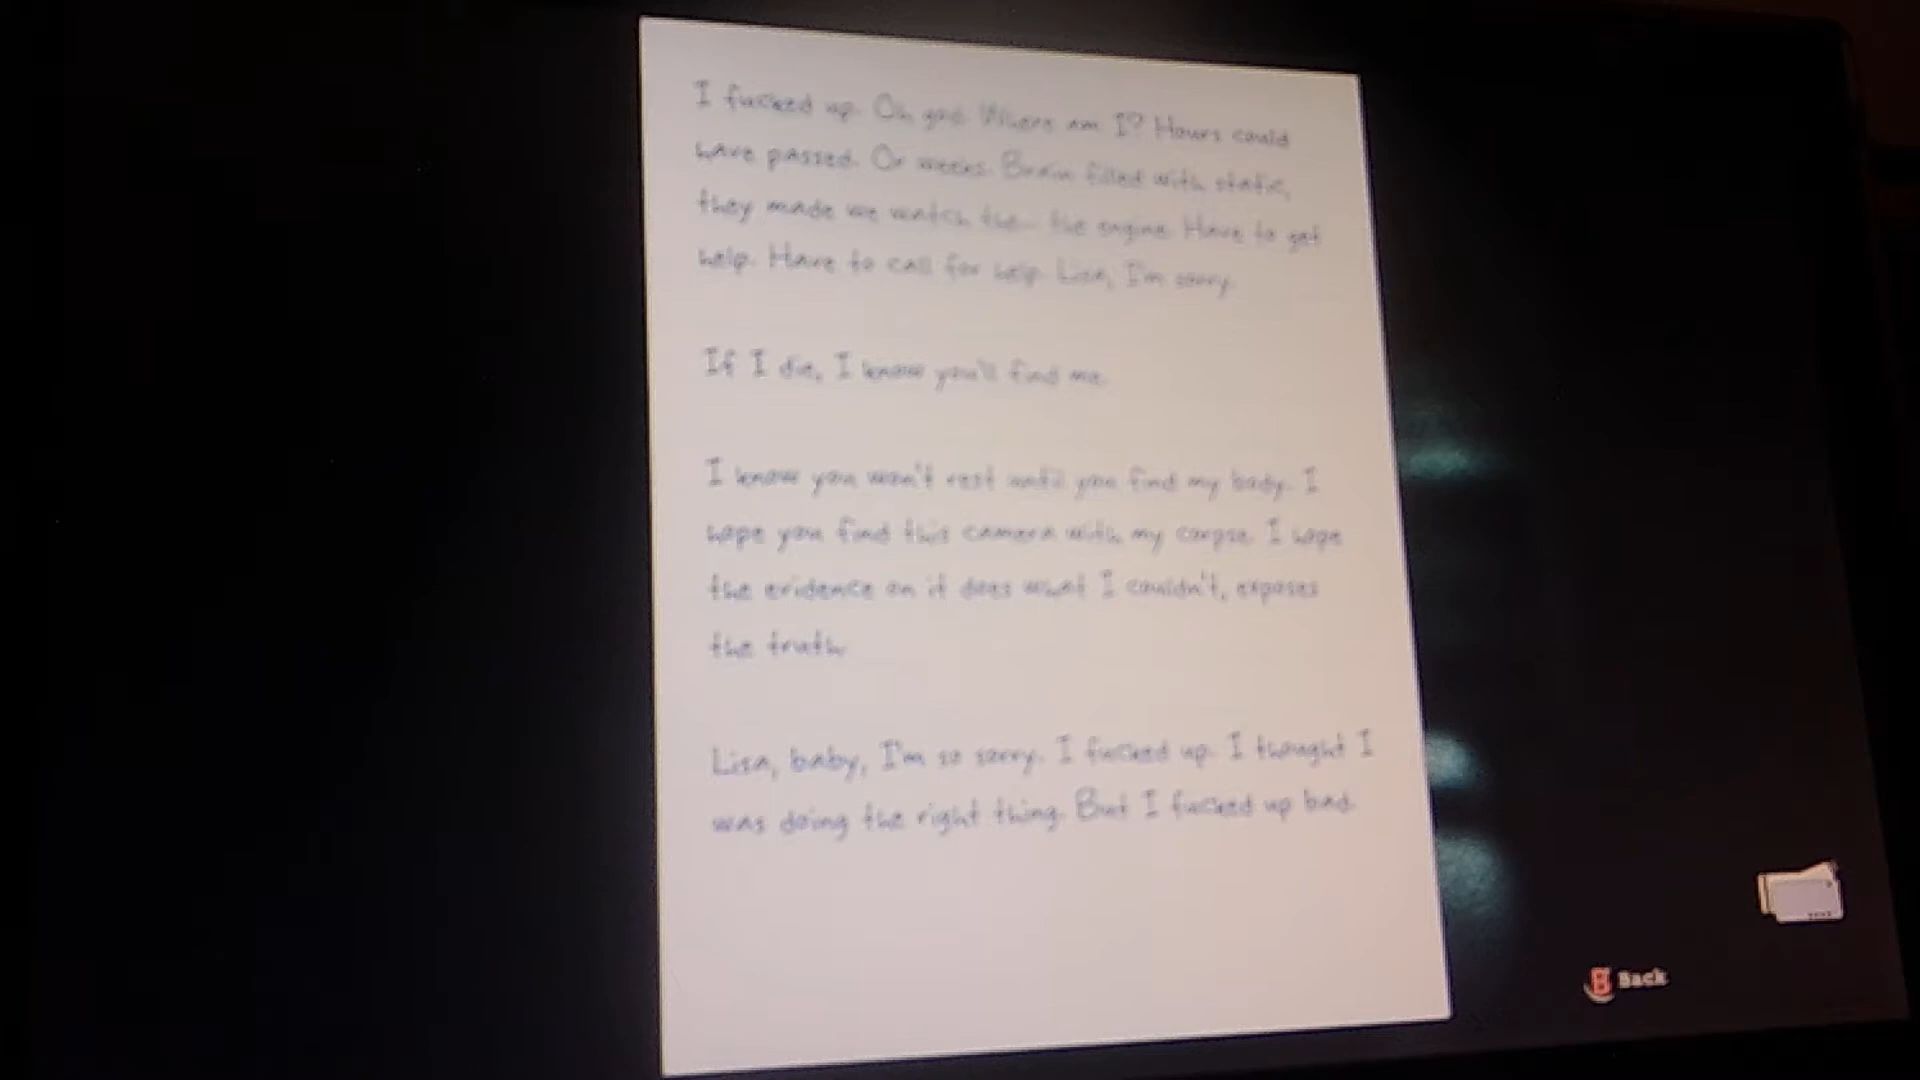 I fucked up. Oh god. Where am I? Hours could
have passed. Or weeks. Brain filled with static,
they made me watch the- the engine. Have to get
help. Have to call for help. Lisa, I'm sorry.
If I die, I know you'll find me.
I know you won't rest until you find my body. I
hope you find this camera with my corpse. I hope
the evidence on it does what I couldn't, exposes
the truth.
Lisa, baby, I'm so sorry. I fucked up. I thought I
was doing the right thing. But I fucked up bad.
B Back